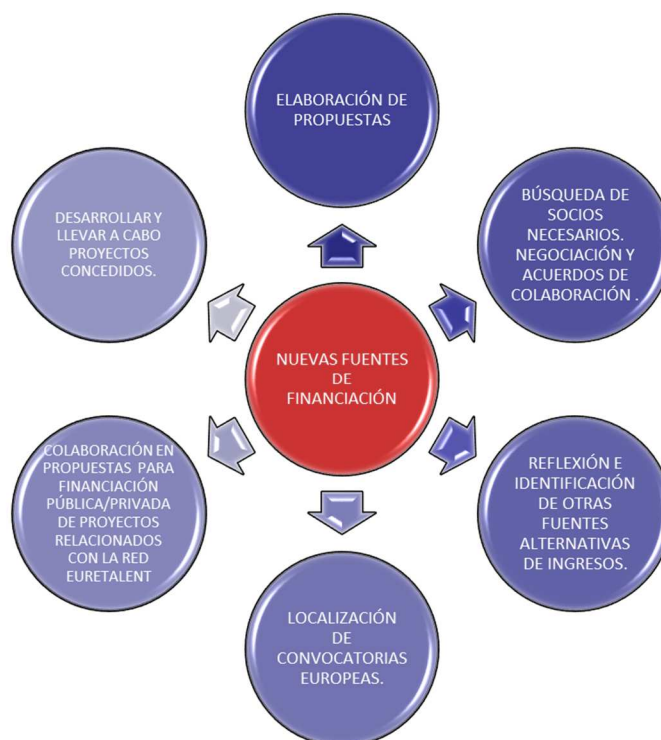 ELABORACIÓN DE
PROPUESTAS
BÚSQUEDA DE
SOCIOS
NECESARIOS.
NEGOCIACIÓN Y
ACUERDOS DE
COLABORACIÓN .
REFLEXIÓN E
IDENTIFICACIÓN
DE OTRAS
FUENTES
ALTERNATIVAS
DE INGRESOS.
LOCALIZACIÓN
DE
CONVOCATORIAS
EUROPEAS.
COLABORACIÓN EN
PROPUESTAS PARA
FINANCIACIÓN
PÚBLICA/PRIVADA
DE PROYECTOS
RELACIONADOS
CON LA RED
EURETALENT
DESARROLLAR Y
LLEVAR A CABO
PROYECTOS
CONCEDIDOS.
NUEVAS FUENTES
DE
FINANCIACIÓN